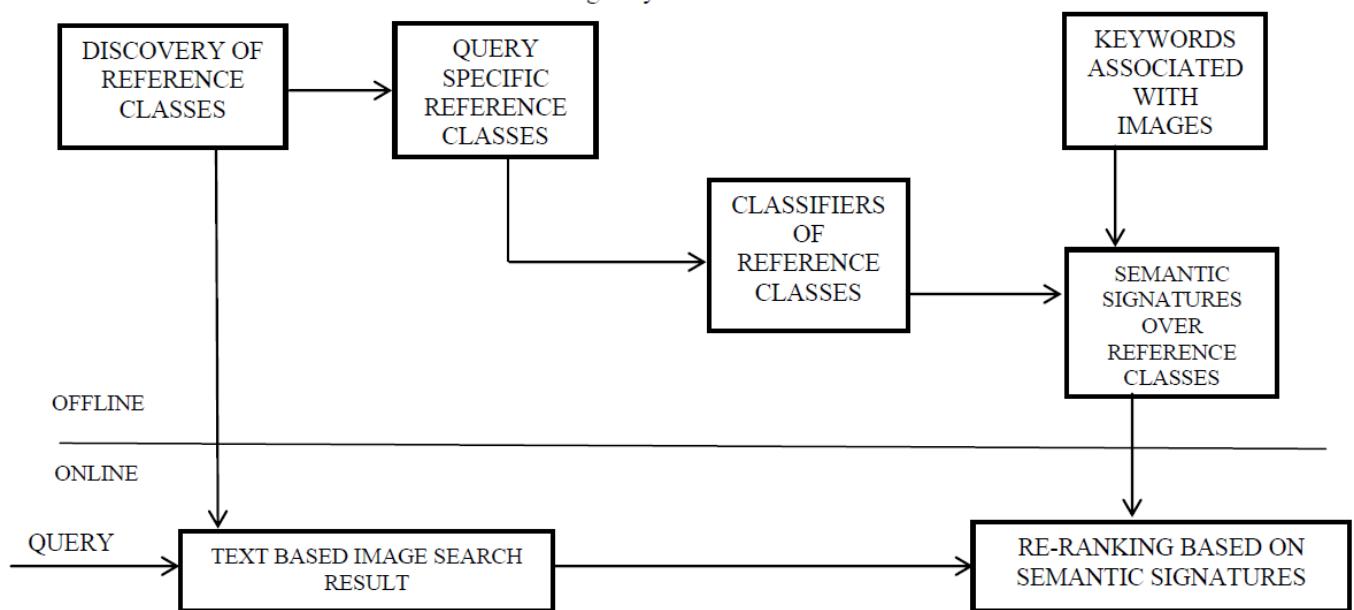 DISCOVERY OF
REFERENCE
CLASSES
QUERY
SPECIFIC
REFERENCE
CLASSES
KEYWORDS
ASSOCIATED
WITH
IMAGES
CLASSIFIERS
OF
REFERENCE
CLASSES
SEMANTIC
SIGNATURES
OVER
REFERENCE
CLASSES
OFFLINE
ONLINE
QUERY
TEXT BASED IMAGE SEARCH
RESULT
RE-RANKING BASED ON
SEMANTIC SIGNATURES